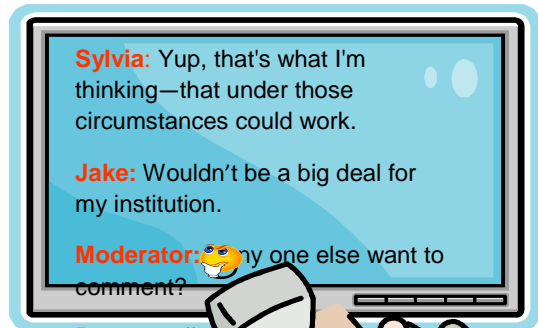 Sylvia: Yup, that's what I'm
thinking—that under those
circumstances could work.
Jake: Wouldn't be a big deal for
my institution.
Moderator: ny one else want to
comment?